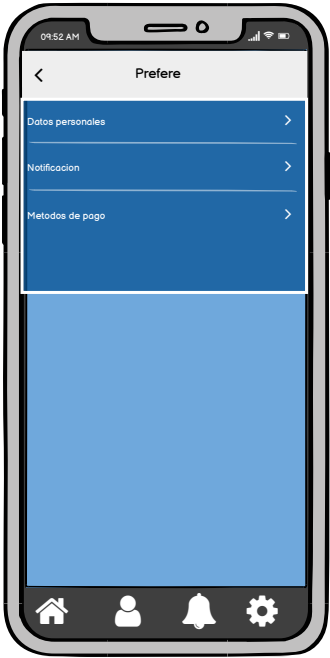 09:52 AM
Prefere
Datos personales
Notificacion
Metodos de pago